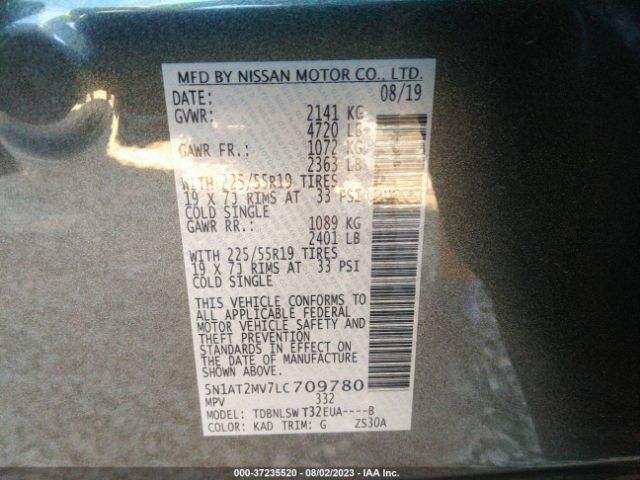 MFD BY NISSAN MOTOR CO., LTD.
DATE: 08/19
GVWR: 2141 KG
4720 LB
GAWR FR.: 1072 KG
2363 LB
WITH 225/55R19 TIRES
19 X 7J RIMS AT 33 PSI
COLD SINGLE
GAWR RR.: 1089 KG
2401 LB
WITH 225/55R19 TIRES
19 X 7J RIMS AT 33 PSI
COLD SINGLE
THIS VEHICLE CONFORMS TO
ALL APPLICABLE FEDERAL
MOTOR VEHICLE SAFETY AND
THEFT PREVENTION
STANDARDS IN EFFECT ON
THE DATE OF MANUFACTURE
SHOWN ABOVE.
5N1AT2MV7LC709780
MPV 332
MODEL: TDBNLSW T32EUA----B
COLOR: KAD TRIM: G ZS30A
000-37235520 - 08/02/2023 - IAA Inc.